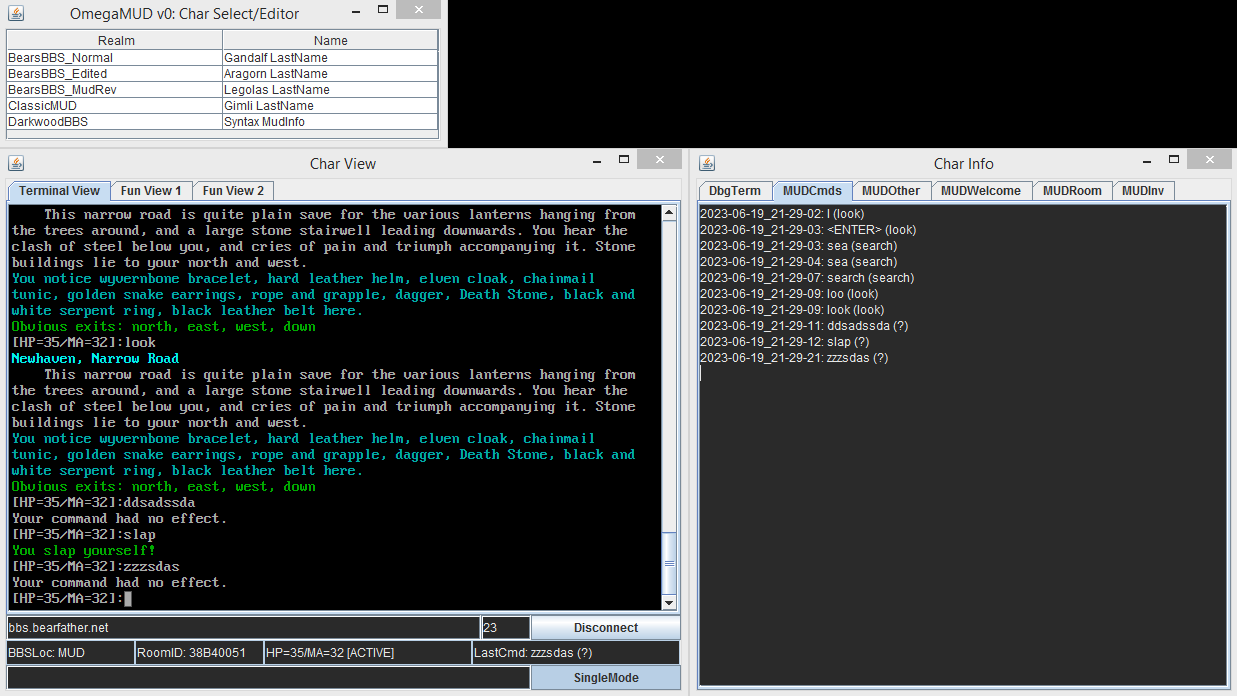 OmegaMUD v0: Char Select/Editor
Realm Name
BearsBBS_Normal Gandalf LastName
BearsBBS_Edited Aragorn LastName
BearsBBS_MudRev Legolas LastName
ClassicMUD Gimli LastName
DarkwoodBBS Syntax MudInfo
Char View
Terminal View Fun View 1 Fun View 2
This narrow road is quite plain save for the various lanterns hanging from
the trees around, and a large stone stairwell leading downwards. You hear the
clash of steel below you, and cries of pain and triumph accompanying it. Stone
buildings lie to your north and west.
You notice wyvernbone bracelet, hard leather helm, elven cloak, chainmail
tunic, golden snake earrings, rope and grapple, dagger, Death Stone, black and
white serpent ring, black leather belt here.
Obvious exits: north, east, west, down
[HP=35/MA=32]:look
Newhaven, Narrow Road
This narrow road is quite plain save for the various lanterns hanging from
the trees around, and a large stone stairwell leading downwards. You hear the
clash of steel below you, and cries of pain and triumph accompanying it. Stone
buildings lie to your north and west.
You notice wyvernbone bracelet, hard leather helm, elven cloak, chainmail
tunic, golden snake earrings, rope and grapple, dagger, Death Stone, black and
white serpent ring, black leather belt here.
Obvious exits: north, east, west, down
[HP=35/MA=32]:ddsadssda
Your command had no effect.
[HP=35/MA=32]:slap
You slap yourself!
[HP=35/MA=32]:zzzsdas
Your command had no effect.
[HP=35/MA=32]:
bbs.bearfather.net 23 Disconnect
BBSLoc: MUD RoomID: 38B40051 HP=35/MA=32 [ACTIVE] LastCmd: zzzsdas (?)
SingleMode
Char Info
DbgTerm MUDCmds MUDOther MUDWelcome MUDRoom MUDInv
2023-06-19_21-29-02: l (look)
2023-06-19_21-29-03: <ENTER> (look)
2023-06-19_21-29-03: sea (search)
2023-06-19_21-29-04: sea (search)
2023-06-19_21-29-07: search (search)
2023-06-19_21-29-09: loo (look)
2023-06-19_21-29-09: look (look)
2023-06-19_21-29-11: ddsadssda (?)
2023-06-19_21-29-12: slap (?)
2023-06-19_21-29-21: zzzsdas (?)